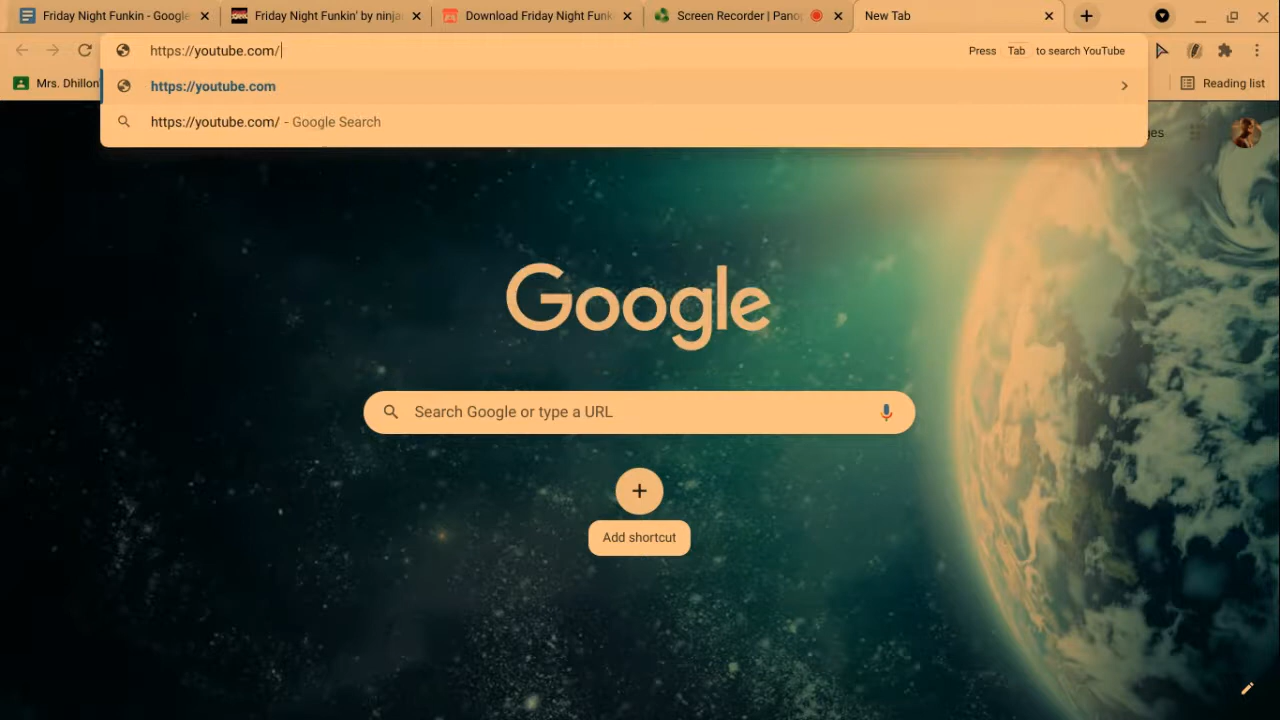 Friday Night Funkin - Google
Friday Night Funkin' by ninja
Download Friday Night Funk
Screen Recorder | Pano
New Tab
https://youtube.com/
Press Tab to search YouTube
Mrs. Dhillon
https://youtube.com
Reading list
https://youtube.com/ - Google Search
Google
Search Google or type a URL
Add shortcut